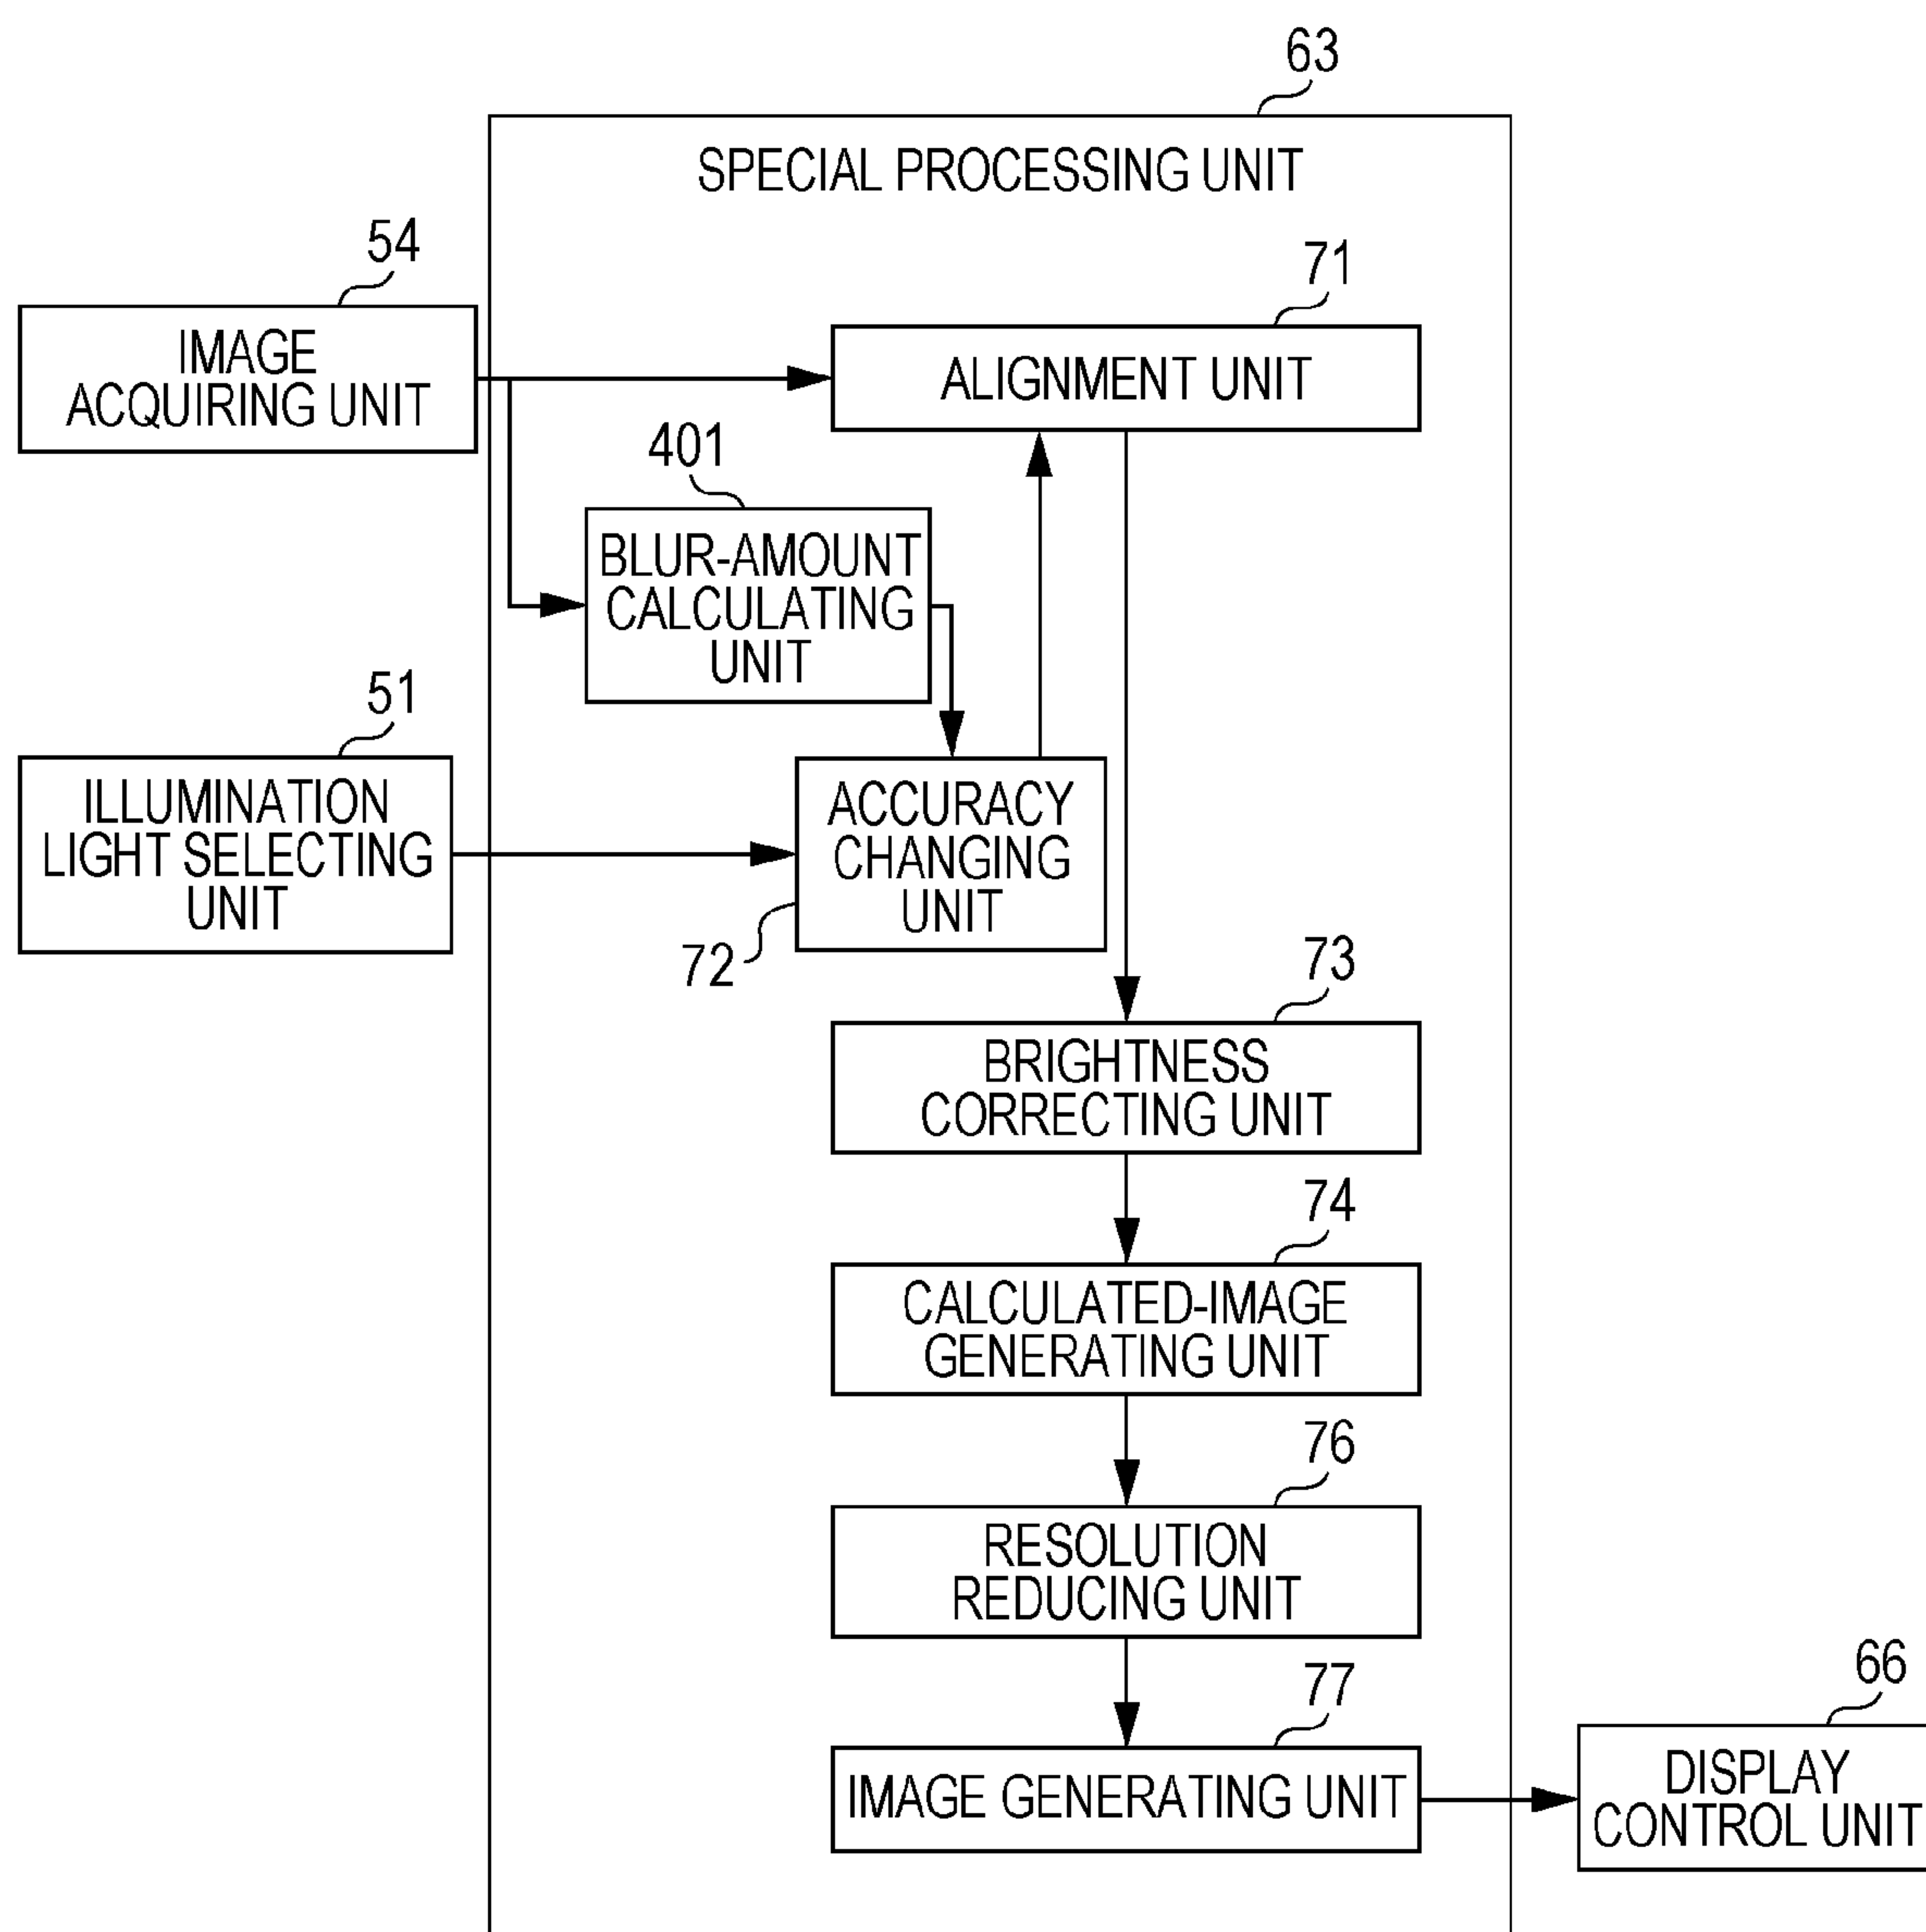 63
SPECIAL PROCESSING UNIT
54
IMAGE
ACQUIRING UNIT
71
ALIGNMENT UNIT
401
BLUR-AMOUNT
CALCULATING
UNIT
51
ILLUMINATION
LIGHT SELECTING
UNIT
ACCURACY
CHANGING
UNIT
72
73
BRIGHTNESS
CORRECTING UNIT
74
CALCULATED-IMAGE
GENERATING UNIT
76
RESOLUTION
REDUCING UNIT
77
IMAGE GENERATING UNIT
66
DISPLAY
CONTROL UNIT